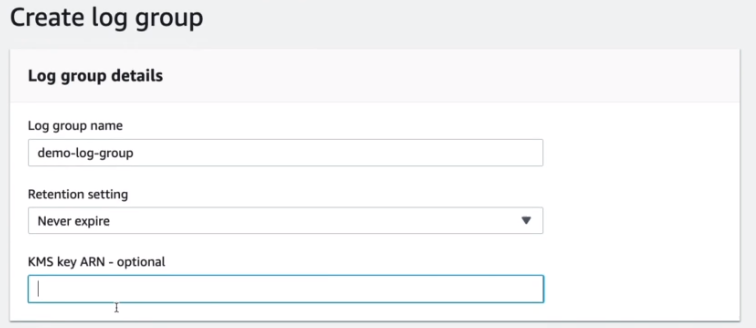 Create log group
Log group details
Log group name
demo-log-group
Retention setting
Never expire
KMS key ARN - optional